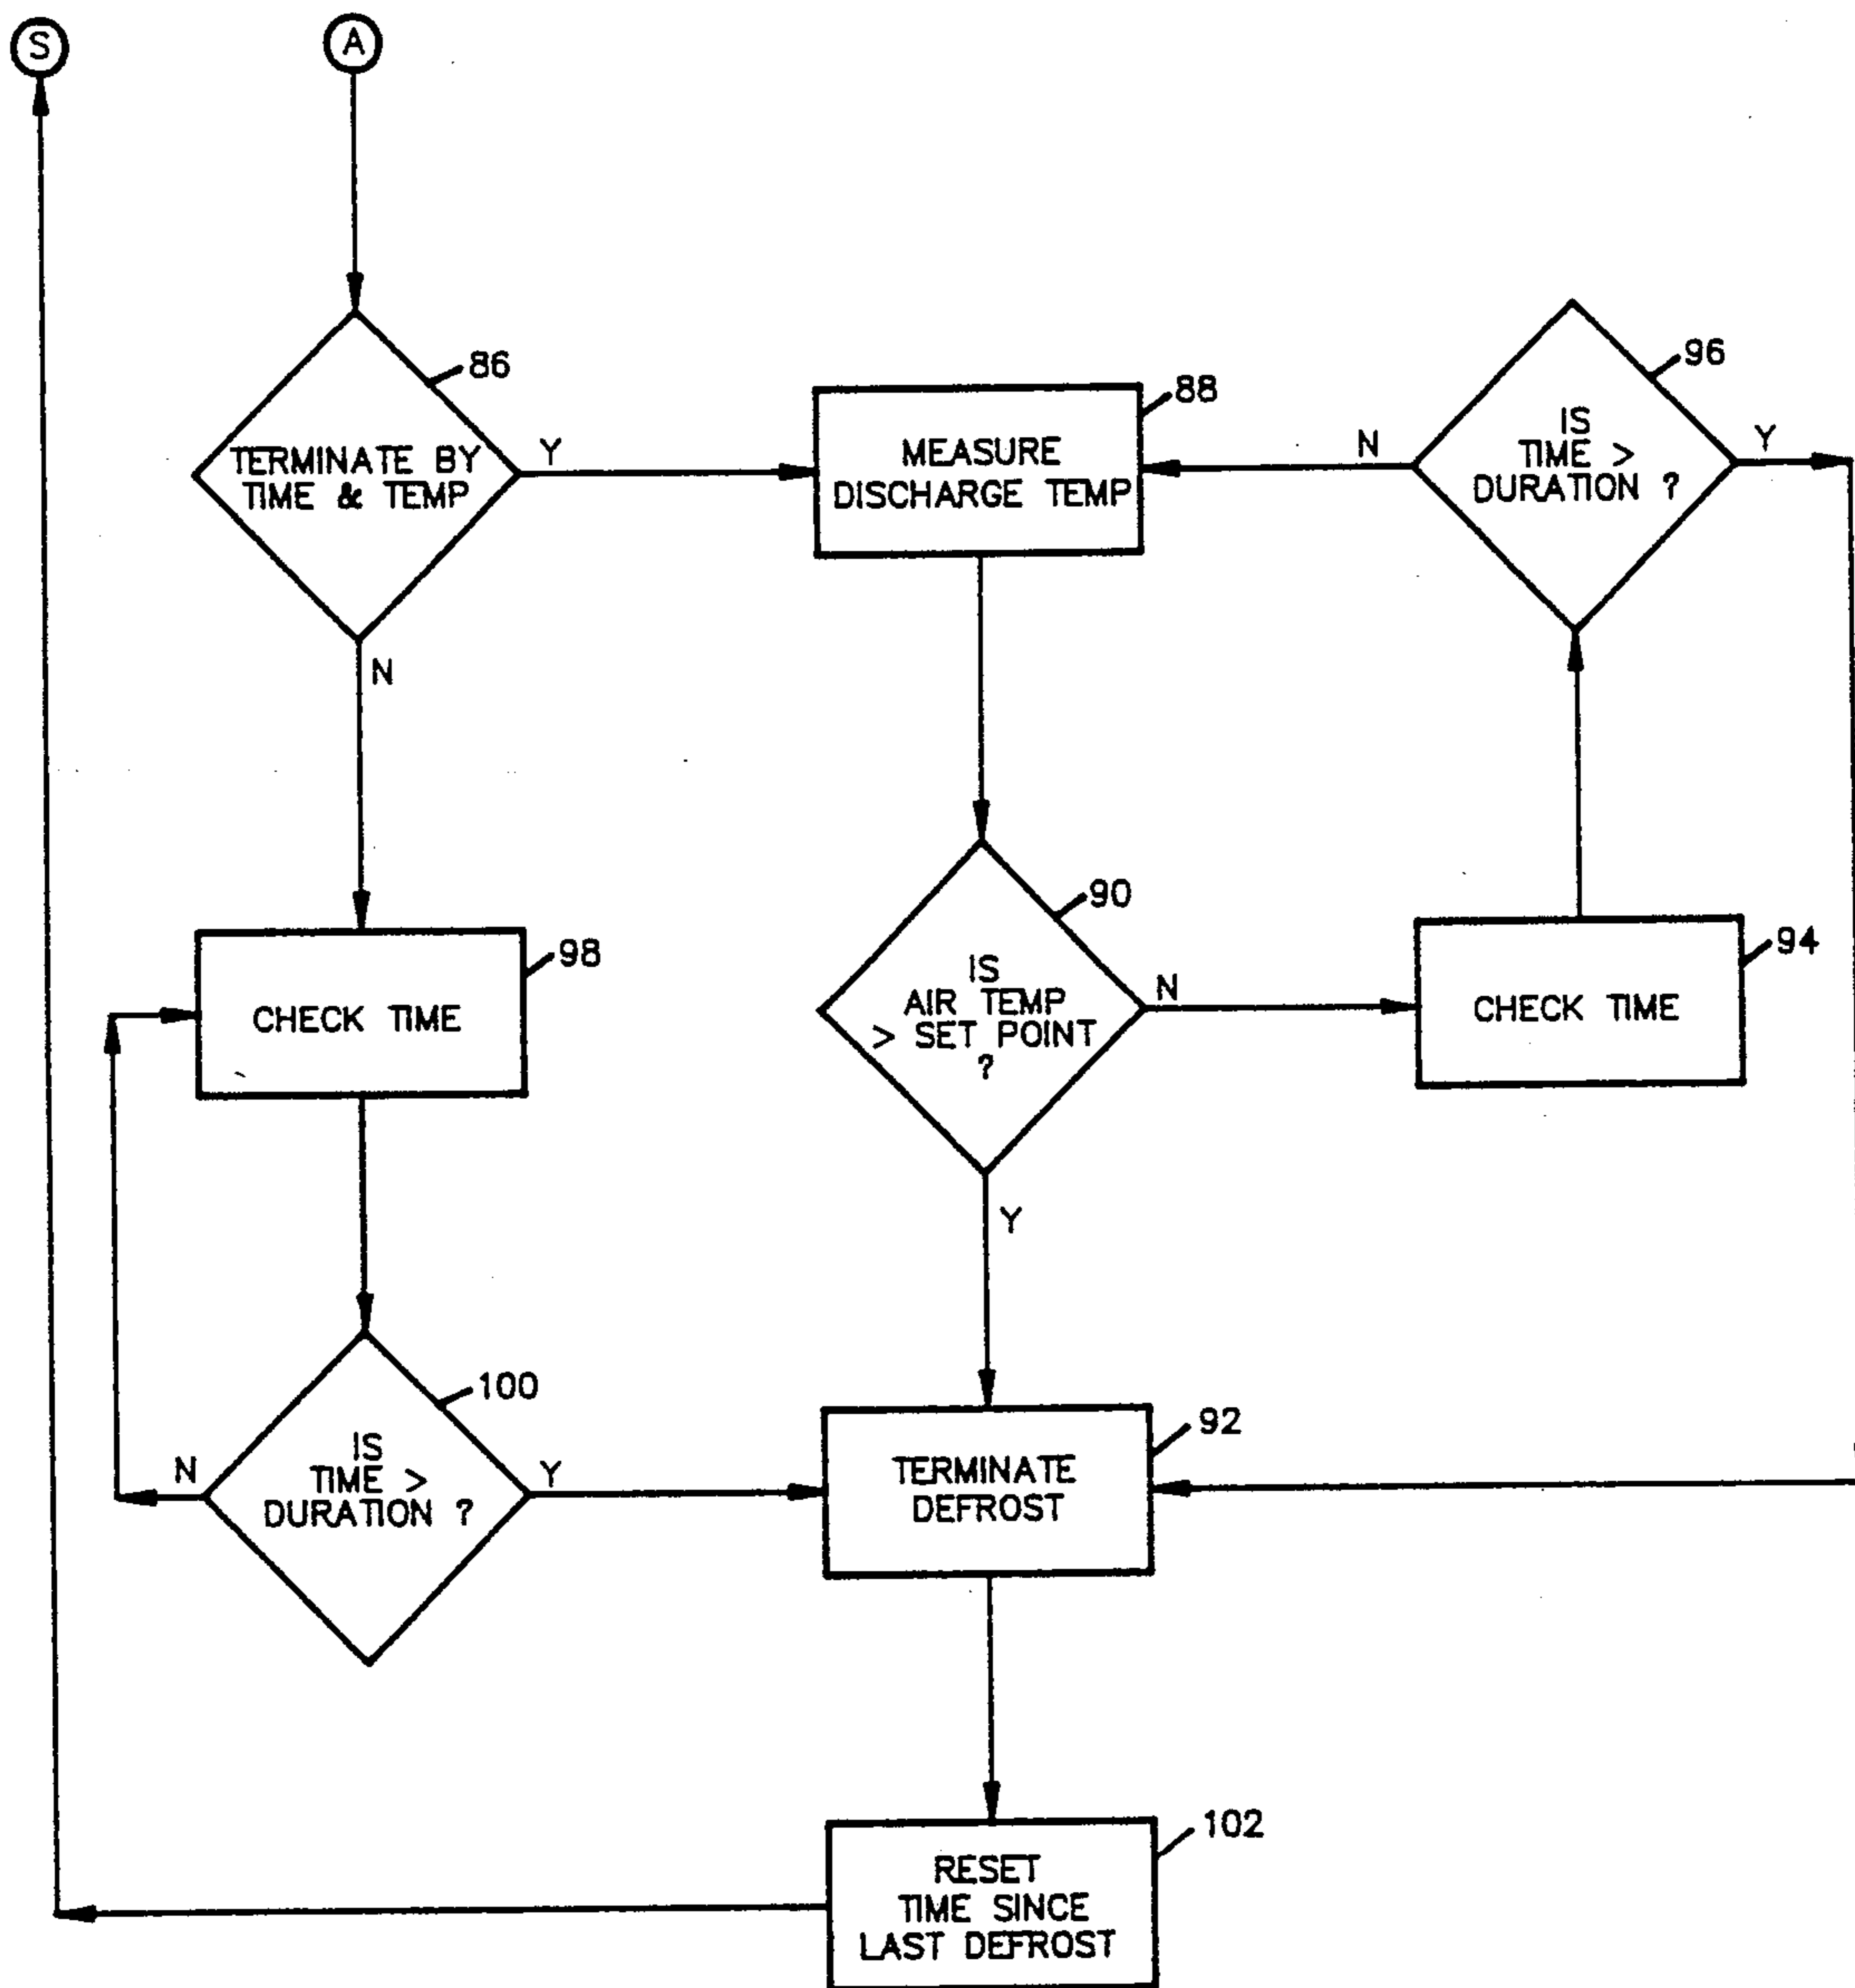 S
A
86
TERMINATE BY
TIME & TEMP
Y
N
88
MEASURE
DISCHARGE TEMP
96
IS
TIME >
DURATION ?
N
Y
98
CHECK TIME
90
IS
AIR TEMP
> SET POINT
?
N
Y
94
CHECK TIME
100
IS
TIME >
DURATION ?
N
Y
92
TERMINATE
DEFROST
102
RESET
TIME SINCE
LAST DEFROST